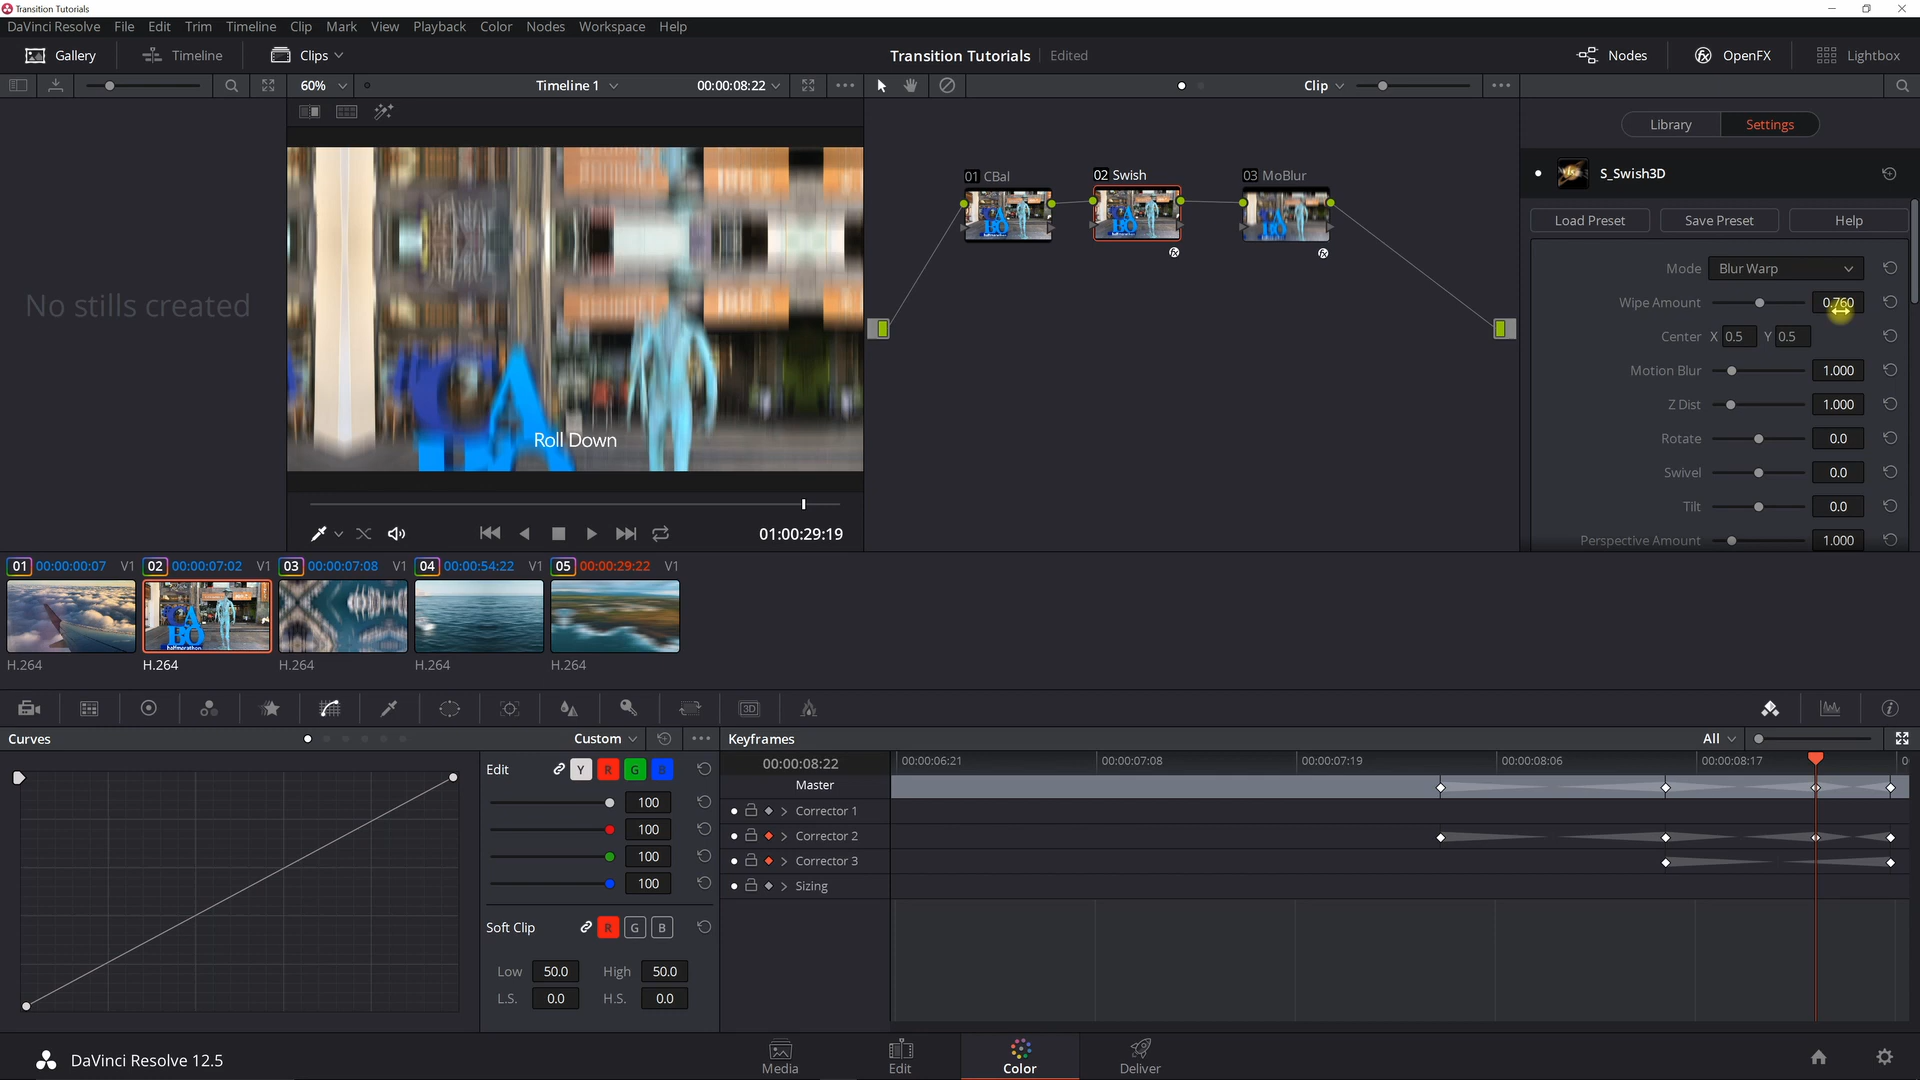 Transition Tutorials
DaVinci Resolve File Edit Trim Timeline Clip Mark View Playback Color Nodes Workspace Help
Gallery Timeline Clips Transition Tutorials Edited Nodes OpenFX Lightbox
60% Timeline 1 00:00:08:22 Clip
Library Settings
No stills created
Roll Down
01:00:29:19
01 CBal 02 Swish 03 MoBlur
S_Swish3D
Load Preset Save Preset Help
Mode Blur Warp
Wipe Amount 0.760
Center X 0.5 Y 0.5
Motion Blur 1.000
Z Dist 1.000
Rotate 0.0
Swivel 0.0
Tilt 0.0
Perspective Amount 1.000
01 00:00:00:07 V1 02 00:00:07:02 V1 03 00:00:07:08 V1 04 00:00:54:22 V1 05 00:00:29:22 V1
H.264 H.264 H.264 H.264 H.264
Curves Custom
Edit Y R G B
100
100
100
100
Soft Clip R G B
Low 50.0 High 50.0
L.S. 0.0 H.S. 0.0
Keyframes All
00:00:08:22 00:00:06:21 00:00:07:08 00:00:07:19 00:00:08:06 00:00:08:17
Master
Corrector 1
Corrector 2
Corrector 3
Sizing
DaVinci Resolve 12.5 Media Edit Color Deliver